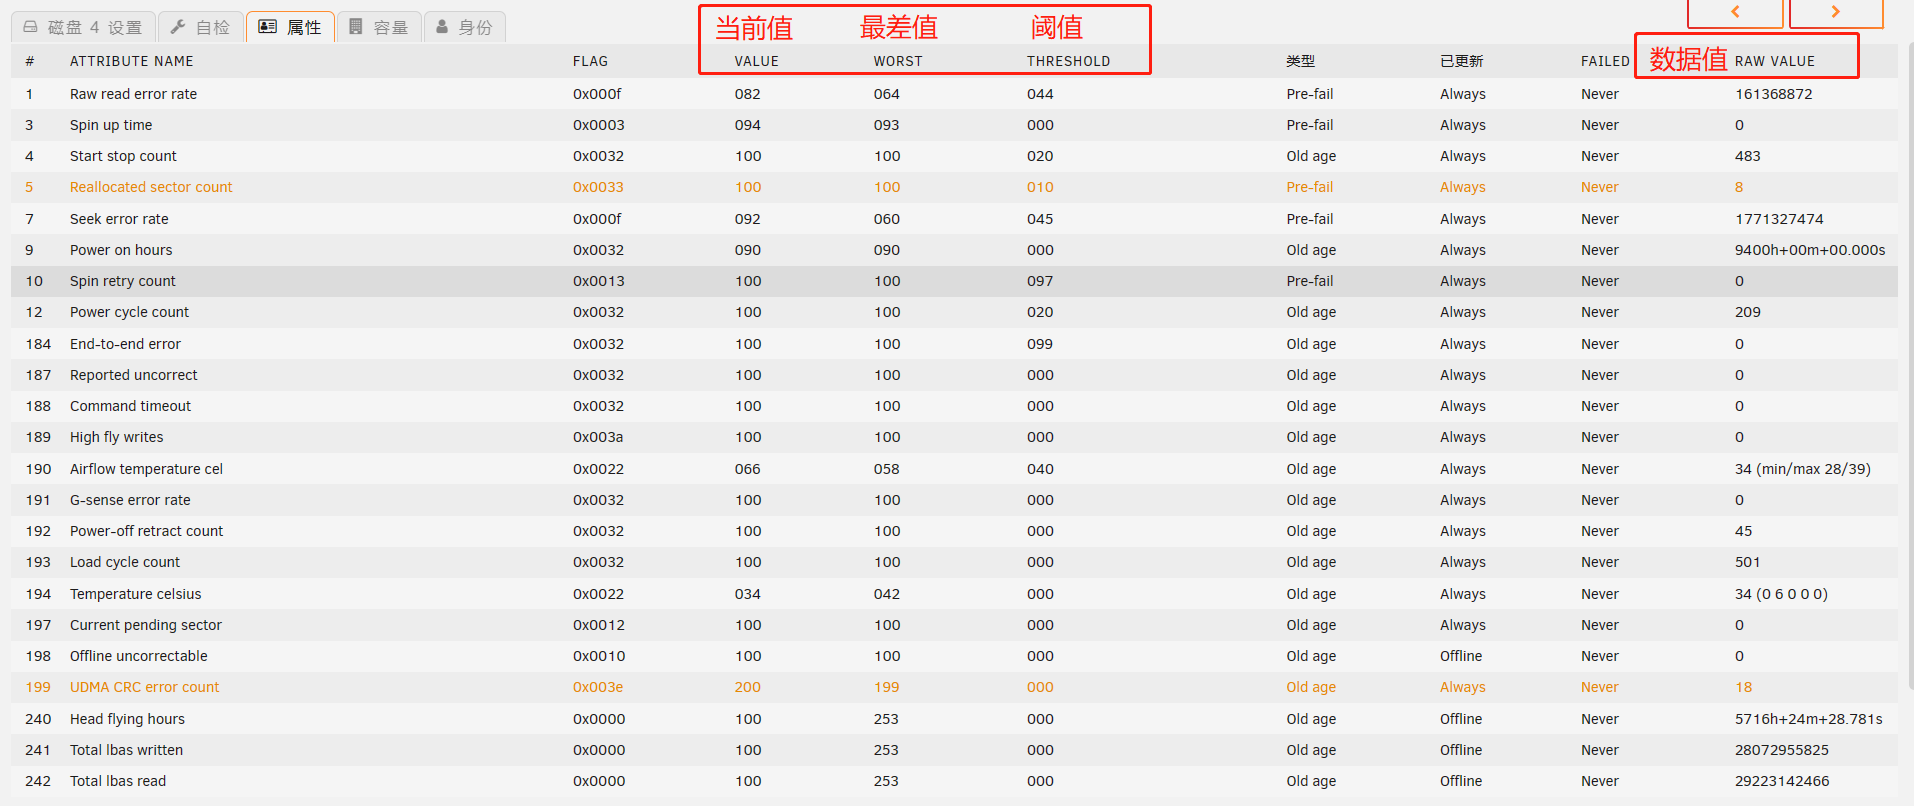 磁盘 4 设置 自检 属性 容量 身份
当前值 最差值 阈值
# ATTRIBUTE NAME FLAG VALUE WORST THRESHOLD 类型 已更新 FAILED 数据值 RAW VALUE
1 Raw read error rate 0x000f 082 064 044 Pre-fail Always Never 161368872
3 Spin up time 0x0003 094 093 000 Pre-fail Always Never 0
4 Start stop count 0x0032 100 100 020 Old age Always Never 483
5 Reallocated sector count 0x0033 100 100 010 Pre-fail Always Never 8
7 Seek error rate 0x000f 092 060 045 Pre-fail Always Never 1771327474
9 Power on hours 0x0032 090 090 000 Old age Always Never 9400h+00m+00.000s
10 Spin retry count 0x0013 100 100 097 Pre-fail Always Never 0
12 Power cycle count 0x0032 100 100 020 Old age Always Never 209
184 End-to-end error 0x0032 100 100 099 Old age Always Never 0
187 Reported uncorrect 0x0032 100 100 000 Old age Always Never 0
188 Command timeout 0x0032 100 100 000 Old age Always Never 0
189 High fly writes 0x003a 100 100 000 Old age Always Never 0
190 Airflow temperature cel 0x0022 066 058 040 Old age Always Never 34 (min/max 28/39)
191 G-sense error rate 0x0032 100 100 000 Old age Always Never 0
192 Power-off retract count 0x0032 100 100 000 Old age Always Never 45
193 Load cycle count 0x0032 100 100 000 Old age Always Never 501
194 Temperature celsius 0x0022 034 042 000 Old age Always Never 34 (0 6 0 0 0)
197 Current pending sector 0x0012 100 100 000 Old age Always Never 0
198 Offline uncorrectable 0x0010 100 100 000 Old age Offline Never 0
199 UDMA CRC error count 0x003e 200 199 000 Old age Always Never 18
240 Head flying hours 0x0000 100 253 000 Old age Offline Never 5716h+24m+28.781s
241 Total lbas written 0x0000 100 253 000 Old age Offline Never 28072955825
242 Total lbas read 0x0000 100 253 000 Old age Offline Never 29223142466